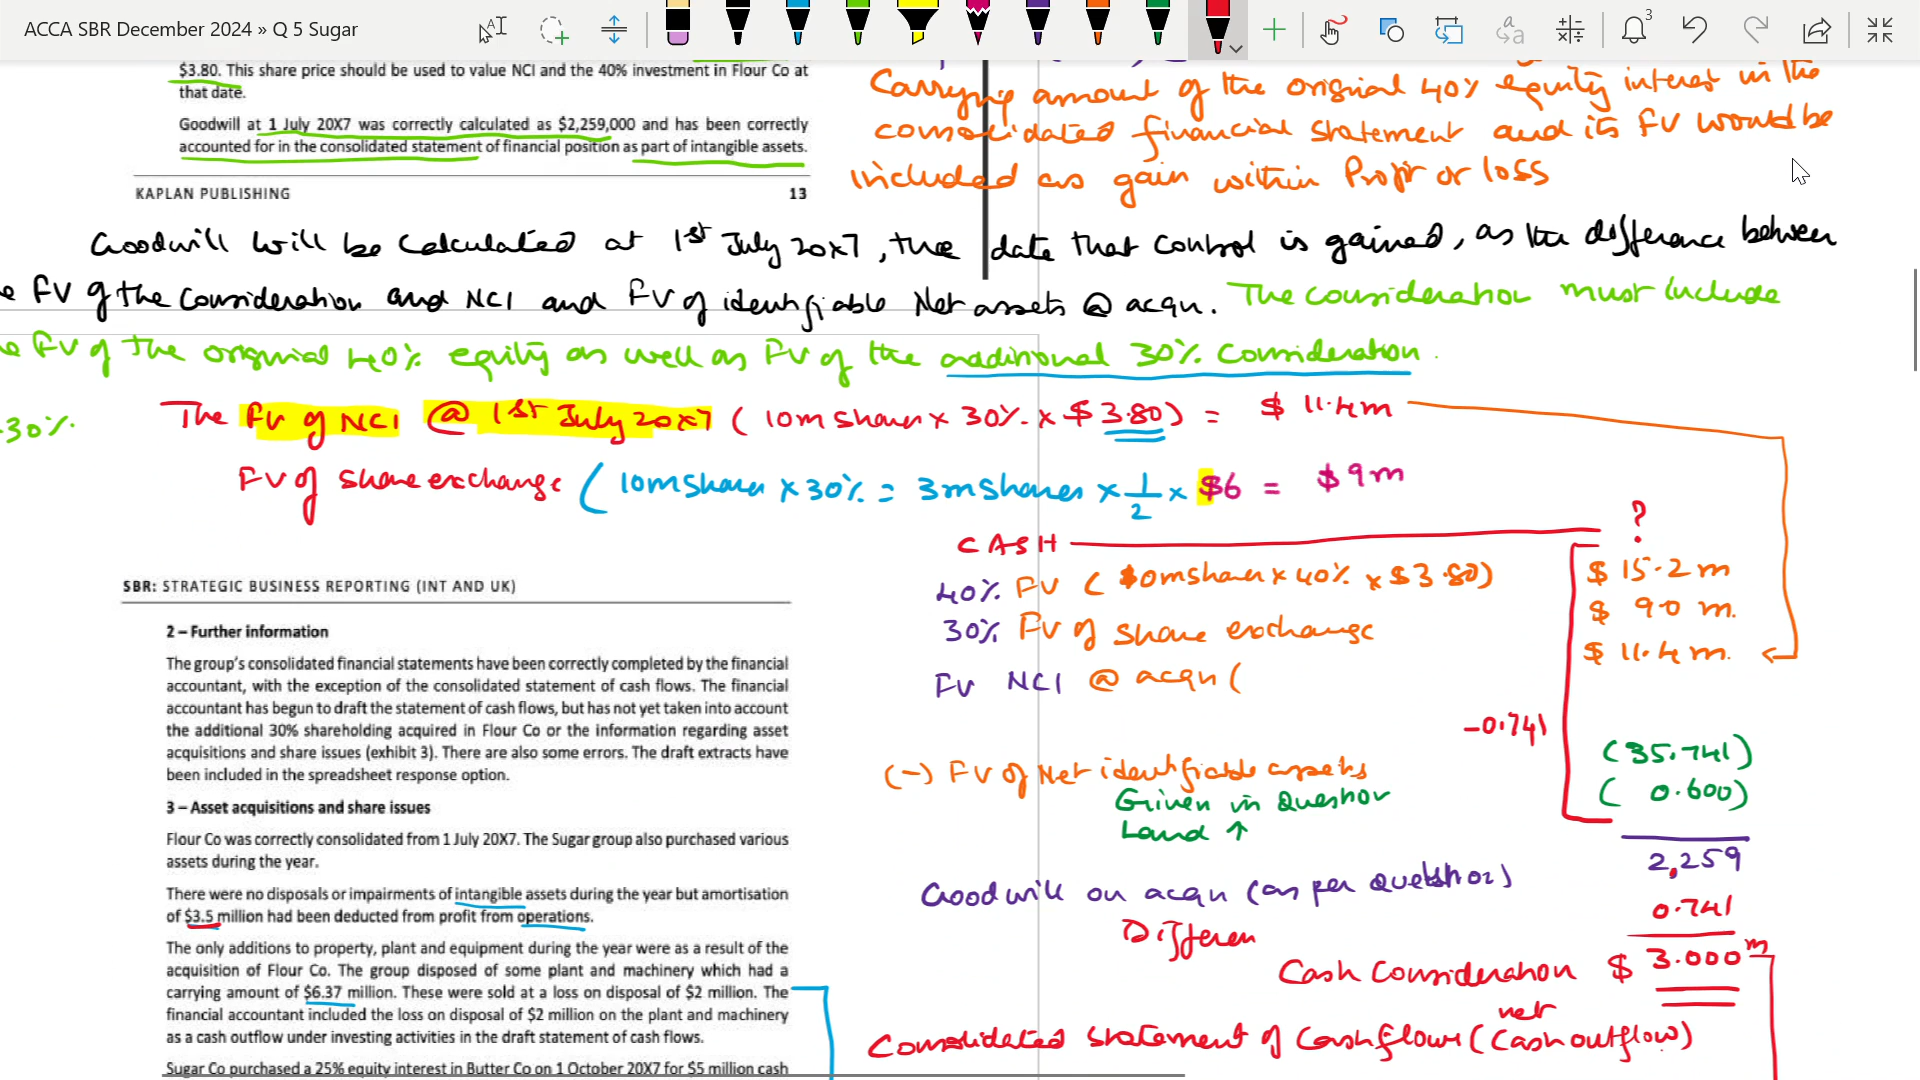 ACCA SBR December 2024 » Q 5 Sugar
3
$3.80. This share price should be used to value NCI and the 40% investment in Flour Co at
that date.
Goodwill at 1 July 20X7 was correctly calculated as $2,259,000 and has been correctly
accounted for in the consolidated statement of financial position as part of intangible assets.
KAPLAN PUBLISHING 13
Carrying amount of the original 40% equity interest in the
consolidated financial statement and its FV would be
included as gain within Profit or loss
Goodwill will be calculated at 1st July 20x7, the date that control is gained, as the difference between
FV of the consideration and NCI and FV of identifiable Net assets @ acqn. The consideration must include
FV of the original 40% equity as well as FV of the additional 30% consideration.
30%.
The FV of NCI @ 1st July 20x7 (10m shares x 30% x $3.80) = $ 11.4m
FV of share exchange (10m shares x 30% = 3m shares x 1/2 x $6 = $ 9m
CASH ?
40% FV ( 10m shares x 40% x $3.80) $ 15.2m
30% FV of share exchange $ 9.0 m.
FV NCI @ acqn ( $ 11.4m.
-0.741
(-) FV of Net identifiable assets (35.741)
Given in question
Land ↑ ( 0.600)
2,259
Goodwill on acqn (as per question)
Differen 0.741
Cash Consideration $ 3.000m
net
Consolidated statement of Cashflows (Cash outflow)
SBR: STRATEGIC BUSINESS REPORTING (INT AND UK)
2 – Further information
The group's consolidated financial statements have been correctly completed by the financial
accountant, with the exception of the consolidated statement of cash flows. The financial
accountant has begun to draft the statement of cash flows, but has not yet taken into account
the additional 30% shareholding acquired in Flour Co or the information regarding asset
acquisitions and share issues (exhibit 3). There are also some errors. The draft extracts have
been included in the spreadsheet response option.
3 – Asset acquisitions and share issues
Flour Co was correctly consolidated from 1 July 20X7. The Sugar group also purchased various
assets during the year.
There were no disposals or impairments of intangible assets during the year but amortisation
of $3.5 million had been deducted from profit from operations.
The only additions to property, plant and equipment during the year were as a result of the
acquisition of Flour Co. The group disposed of some plant and machinery which had a
carrying amount of $6.37 million. These were sold at a loss on disposal of $2 million. The
financial accountant included the loss on disposal of $2 million on the plant and machinery
as a cash outflow under investing activities in the draft statement of cash flows.
Sugar Co purchased a 25% equity interest in Butter Co on 1 October 20X7 for $5 million cash